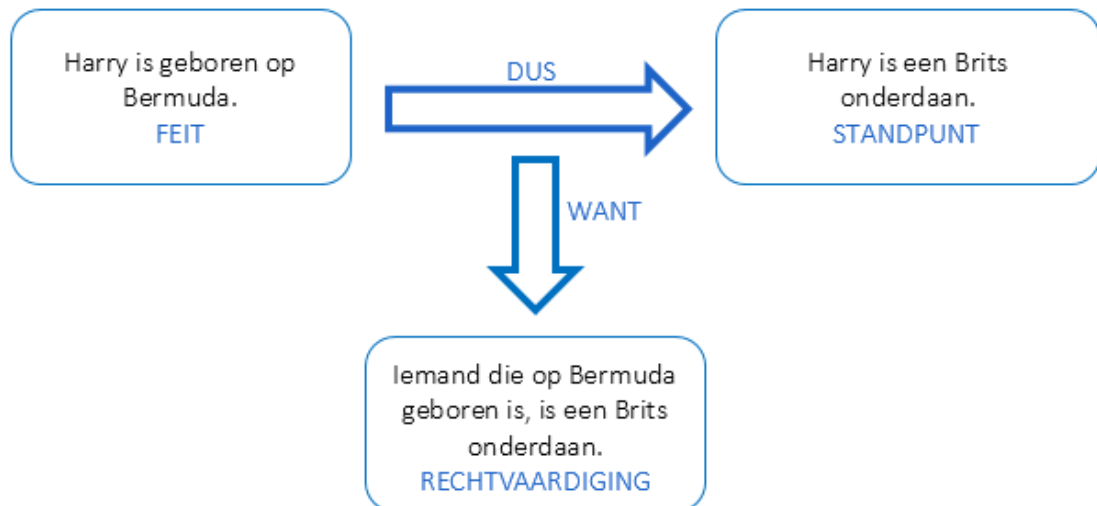 Harry is geboren op
Bermuda.
FEIT
DUS
Harry is een Brits
onderdaan.
STANDPUNT
WANT
Iemand die op Bermuda
geboren is, is een Brits
onderdaan.
RECHTVAARDIGING